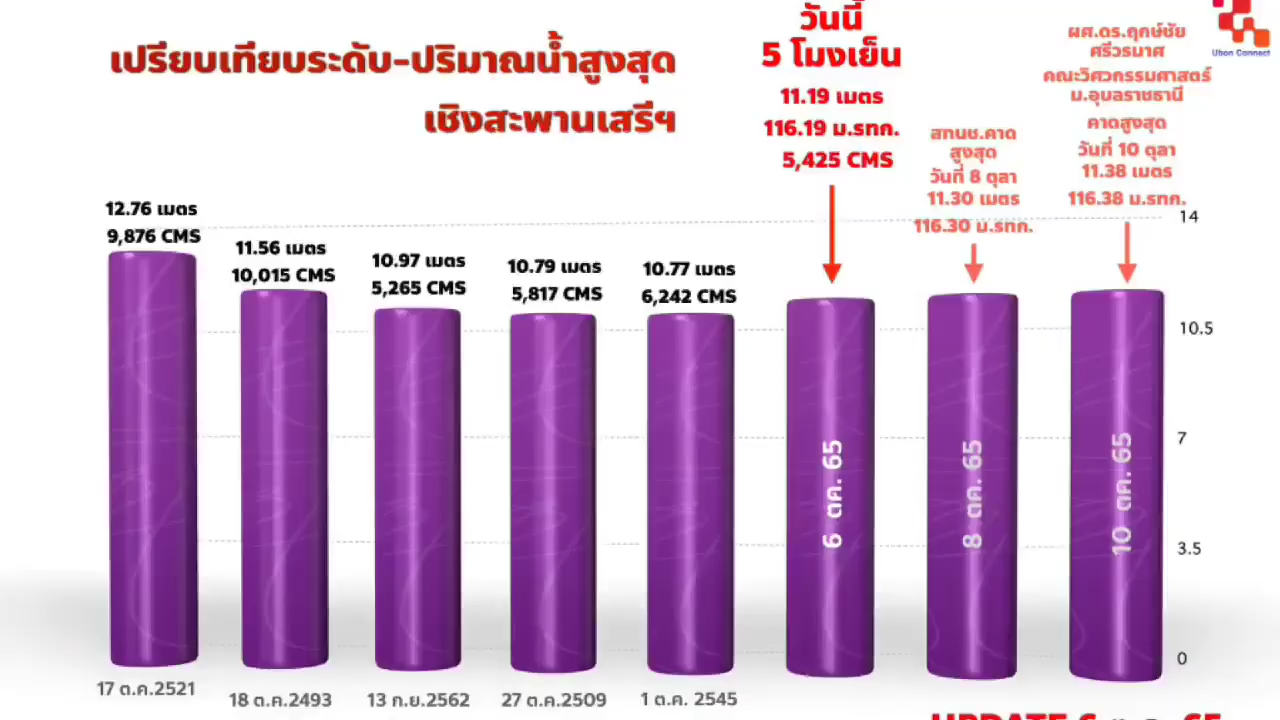 เปรียบเทียบระดับ-ปริมาณน้ำสูงสุด
เชิงสะพานเสรีฯ
วันนี้
5 โมงเย็น
11.19 เมตร
116.19 ม.รทก.
5,425 CMS
สทนช.คาด
สูงสุด
วันที่ 8 ตุลา
11.30 เมตร
116.30 ม.รทก.
ผศ.ดร.ฤกษ์ชัย
ศรีวรมาศ
คณะวิศวกรรมศาสตร์
ม.อุบลราชธานี
คาดสูงสุด
วันที่ 10 ตุลา
11.38 เมตร
116.38 ม.รทก.
Ubon Connect
12.76 เมตร
9,876 CMS
11.56 เมตร
10,015 CMS
10.97 เมตร
5,265 CMS
10.79 เมตร
5,817 CMS
10.77 เมตร
6,242 CMS
14
10.5
7
3.5
0
6 ตค. 65
8 ตค. 65
10 ตค. 65
17 ต.ค.2521
18 ต.ค.2493
13 ก.ย.2562
27 ต.ค.2509
1 ต.ค. 2545
UPDATE 6 ต.ค. 65